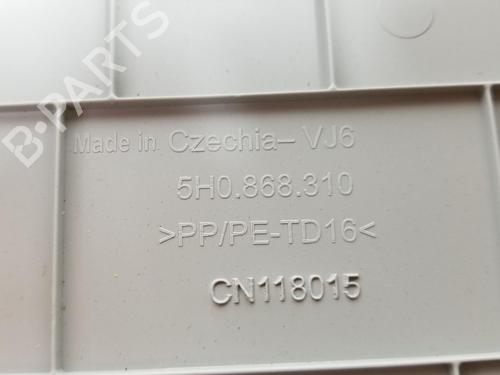 B-PARTS
Made in Czechia– VJ6
5H0.868.310
>PP/PE-TD16<
CN118015